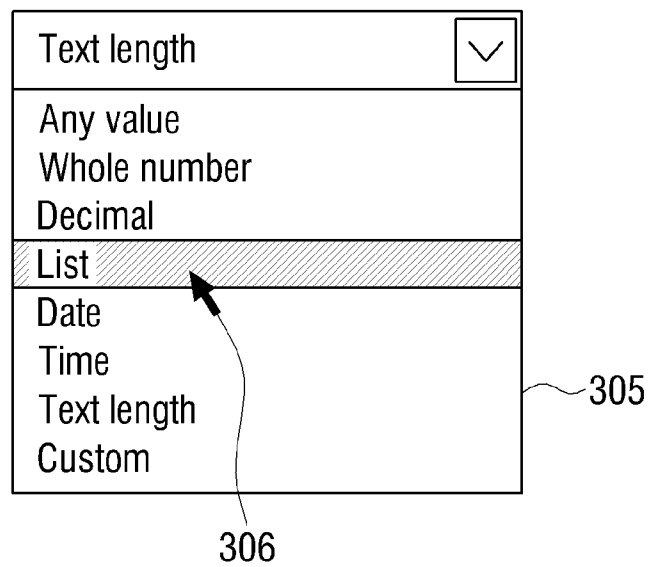 Text length
Any value
Whole number
Decimal
List
Date
Time
Text length
Custom
305
306